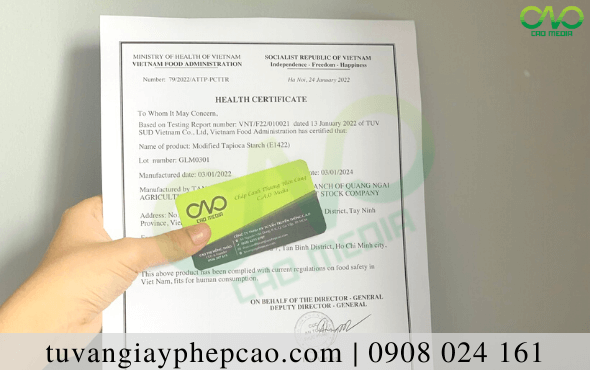 CAO MEDIA
MINISTRY OF HEALTH OF VIETNAM
VIETNAM FOOD ADMINISTRATION
SOCIALIST REPUBLIC OF VIETNAM
Independence - Freedom - Happiness
Number: 79/2022/ATTP-PCTTR
Ha Noi, 24 January 2022
HEALTH CERTIFICATE
To Whom It May Concern,
Based on Testing Report number: VNT/F22/010021 dated 13 January 2022 of TUV
SUD Vietnam Co., Ltd, Vietnam Food Administration has certified that:
Name of product: Modified Tapioca Starch (E1422)
Lot number: GLM0301
Manufactured date: 03/01/2022
03/01/2024
Manufactured by
ANCH OF QUANG NGAI
AGRICULT
STOCK COMPANY
Address: No
District, Tay Ninh
Province, Vie
CAO MEDIA
Tan Binh District, Ho Chi Minh city,
This above product has been complied with current regulations on food safety in
Viet Nam, fits for human consumption.
ON BEHALF OF THE DIRECTOR - GENERAL
DEPUTY DIRECTOR - GENERAL
CAO MEDIA
tuvangiayphepcao.com | 0908 024 161